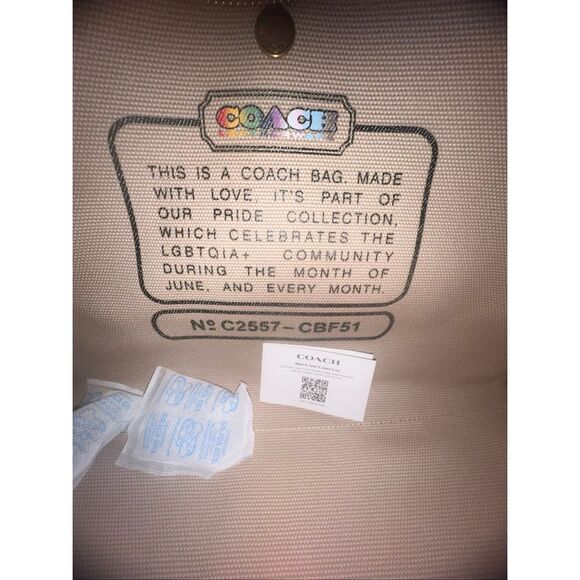 COACH
THIS IS A COACH BAG, MADE
WITH LOVE. IT'S PART OF
OUR PRIDE COLLECTION,
WHICH CELEBRATES THE
LGBTQIA+ COMMUNITY
DURING THE MONTH OF
JUNE, AND EVERY MONTH.
Nº C2557-CBF51
COACH